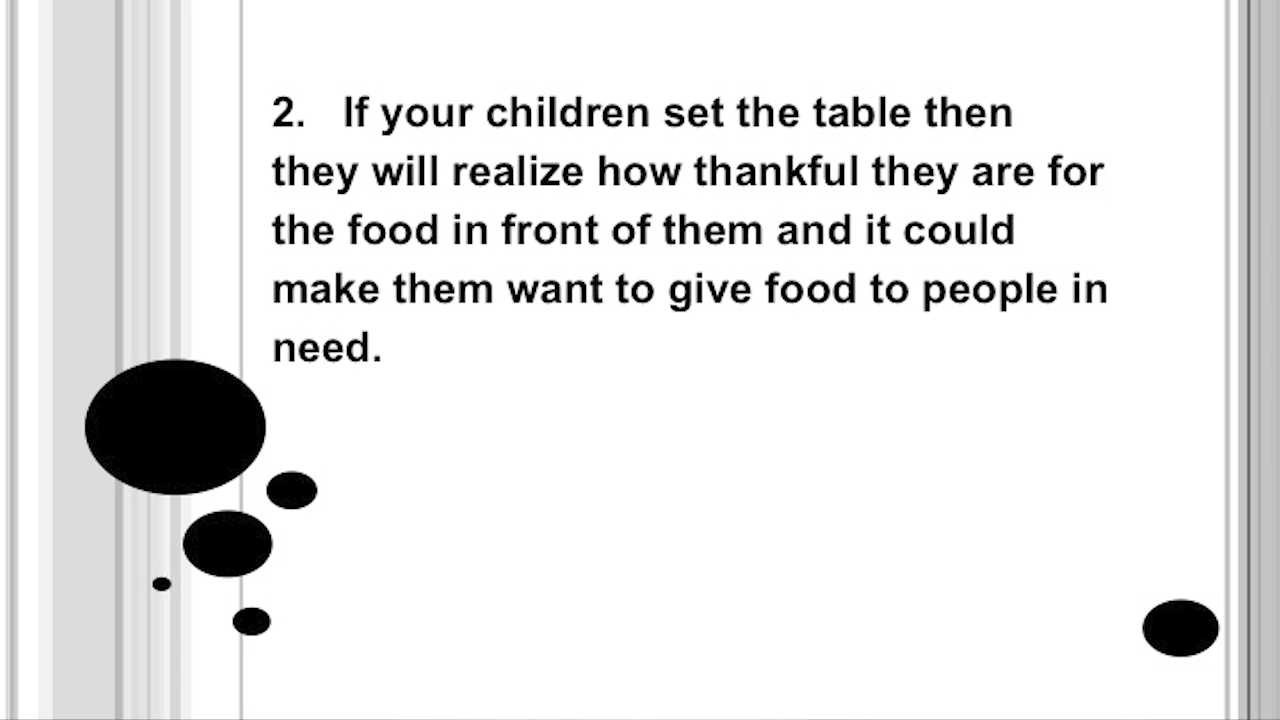 2. If your children set the table then
they will realize how thankful they are for
the food in front of them and it could
make them want to give food to people in
need.